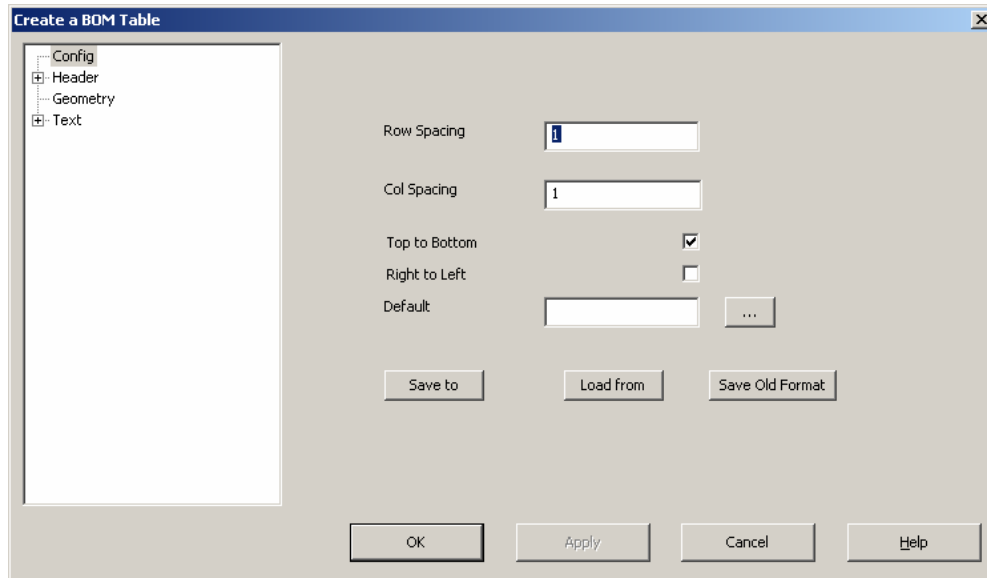 Create a BOM Table
Config
Header
Geometry
Text
Row Spacing
1
Col Spacing
1
Top to Bottom
Right to Left
Default
...
Save to
Load from
Save Old Format
OK
Apply
Cancel
Help